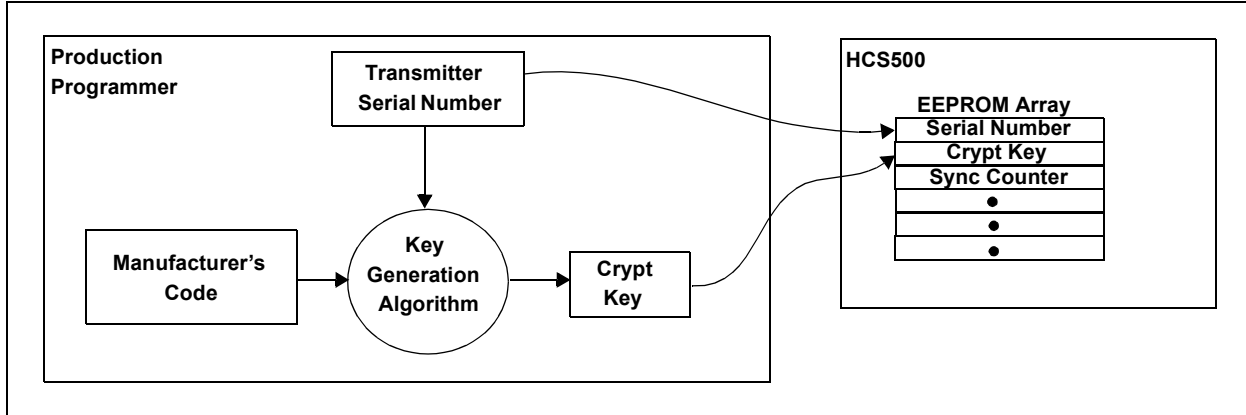 Production
Programmer
Transmitter
Serial Number
Manufacturer's
Code
Key
Generation
Algorithm
Crypt
Key
HCS500
EEPROM Array
Serial Number
Crypt Key
Sync Counter